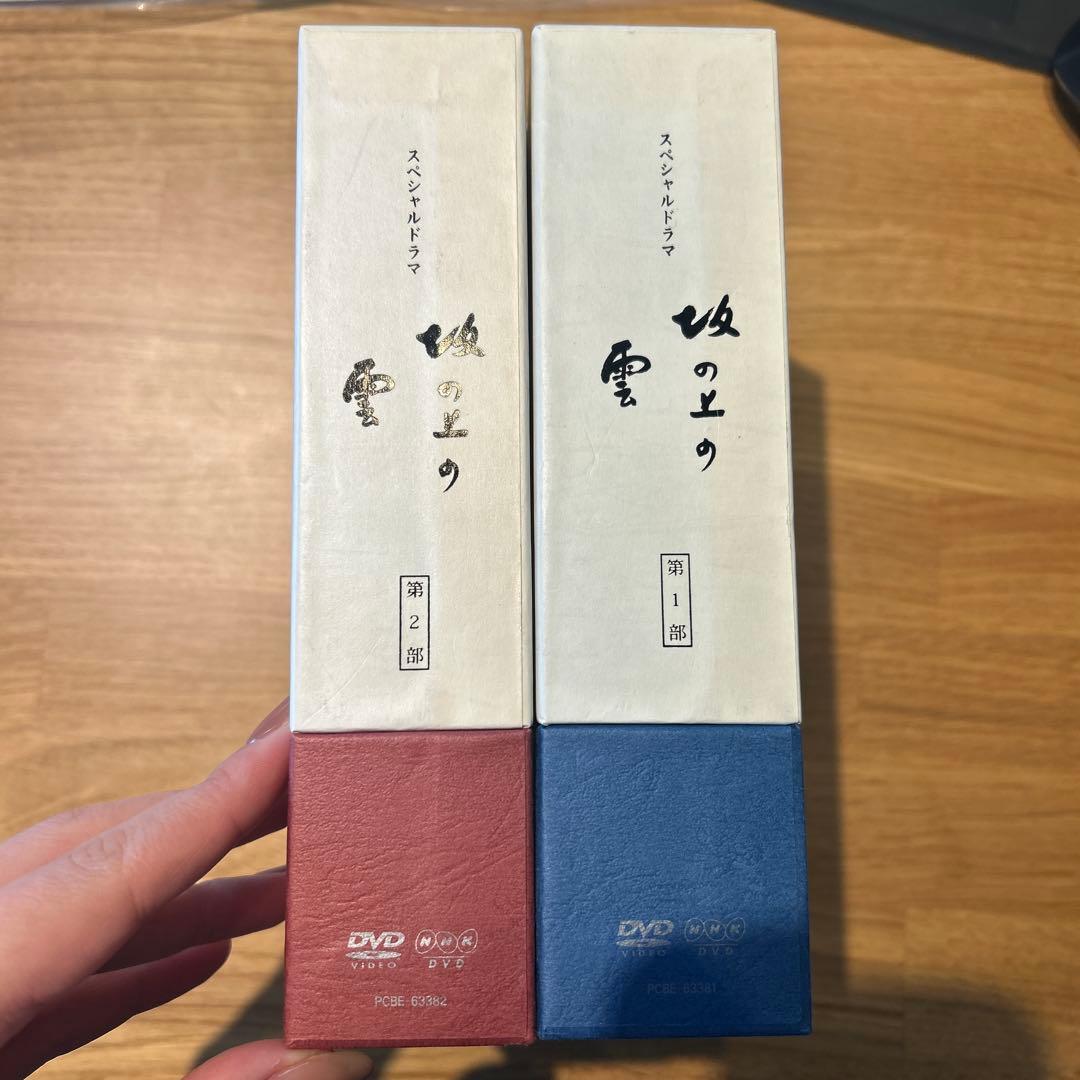 スペシャルドラマ
坂の上の
雲
第2部
DVD
VIDEO
NHK
DVD
PCBE 63382
スペシャルドラマ
坂の上の
雲
第1部
DVD
VIDEO
NHK
DVD
PCBE 63381